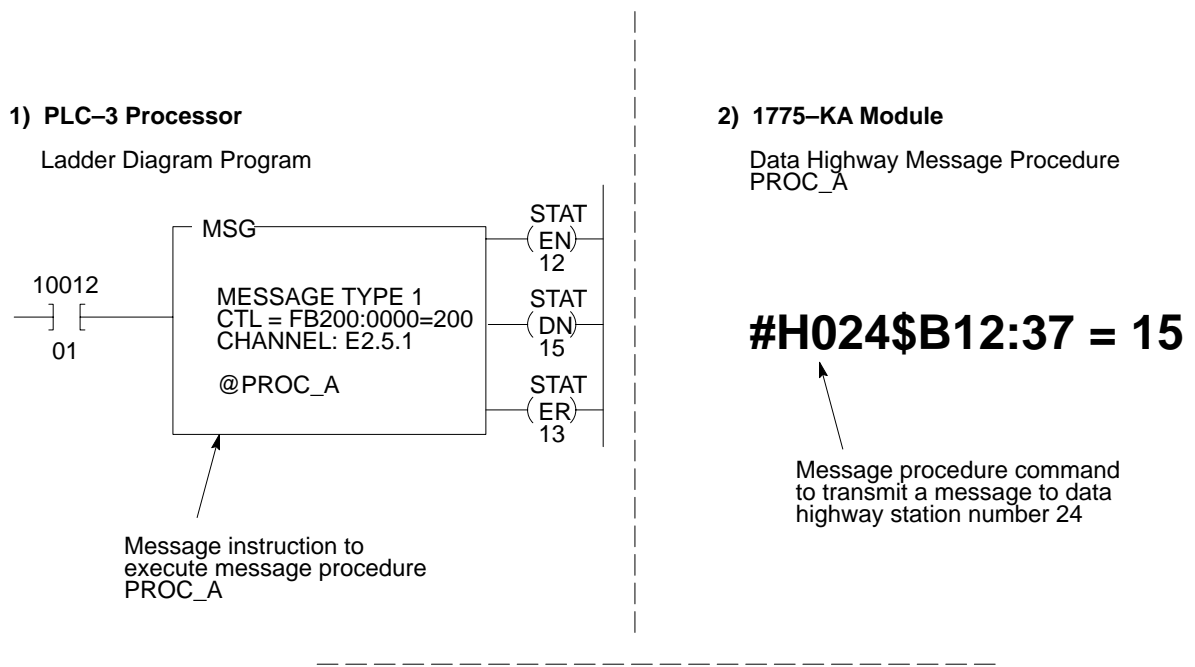 1) PLC–3 Processor
Ladder Diagram Program
MSG
10012
01
MESSAGE TYPE 1
CTL = FB200:0000=200
CHANNEL: E2.5.1
@PROC_A
STAT
EN
12
STAT
DN
15
STAT
ER
13
Message instruction to
execute message procedure
PROC_A
2) 1775–KA Module
Data Highway Message Procedure
PROC_A
#H024$B12:37 = 15
Message procedure command
to transmit a message to data
highway station number 24